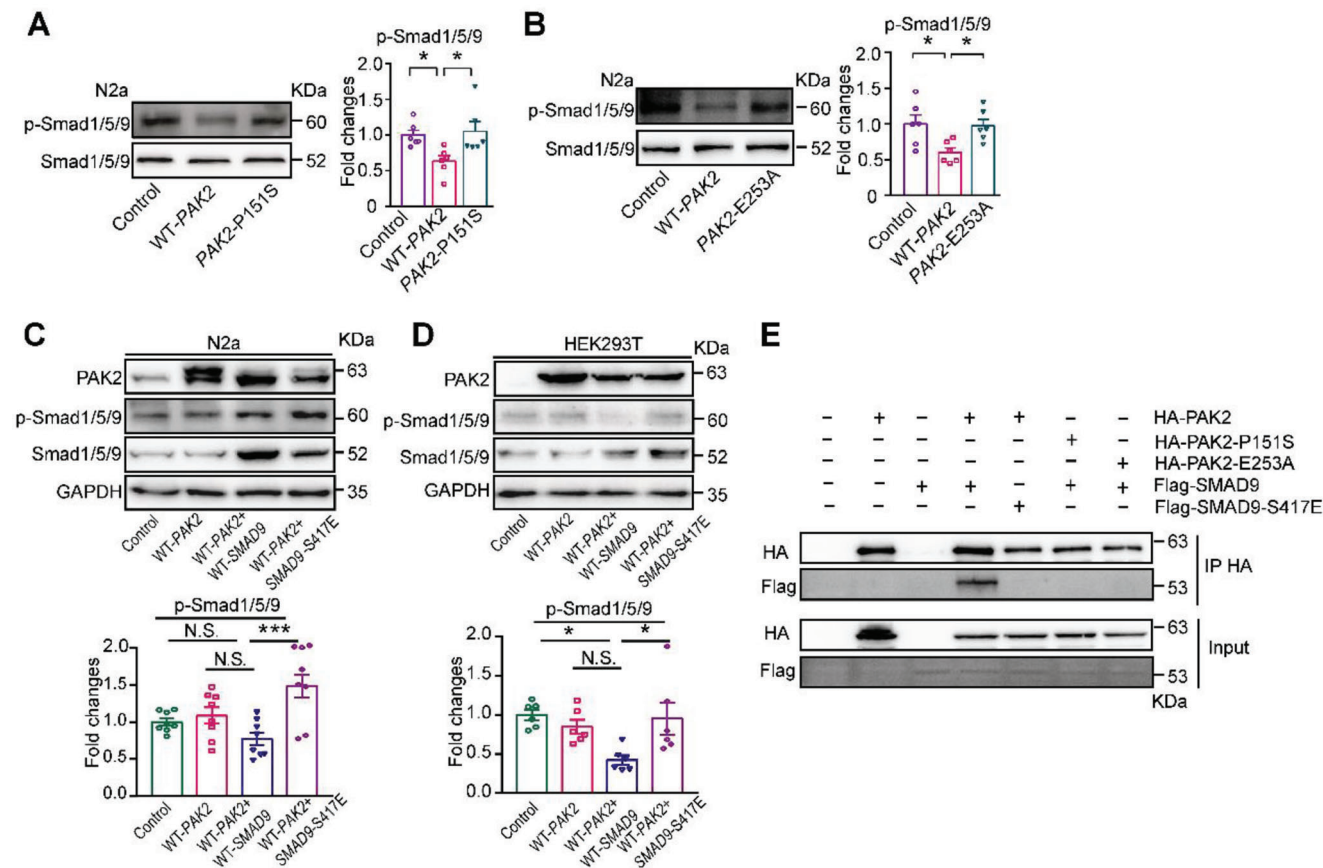 A
N2a
KDa
p-Smad1/5/9
60
Smad1/5/9
52
Control
WT-PAK2
PAK2-P151S
p-Smad1/5/9
Fold changes
2.0
1.5
1.0
0.5
0
*
*
Control
WT-PAK2
PAK2-P151S
B
N2a
KDa
p-Smad1/5/9
60
Smad1/5/9
52
Control
WT-PAK2
PAK2-E253A
p-Smad1/5/9
Fold changes
2.0
1.5
1.0
0.5
0
*
*
Control
WT-PAK2
PAK2-E253A
C
N2a
KDa
PAK2
63
p-Smad1/5/9
60
Smad1/5/9
52
GAPDH
35
Control
WT-PAK2
WT-PAK2+
WT-SMAD9
WT-PAK2+
SMAD9-S417E
p-Smad1/5/9
N.S.
***
N.S.
Fold changes
2.0
1.5
1.0
0.5
0.0
Control
WT-PAK2
WT-PAK2+
WT-SMAD9
WT-PAK2+
SMAD9-S417E
D
HEK293T
KDa
PAK2
63
p-Smad1/5/9
60
Smad1/5/9
52
GAPDH
35
Control
WT-PAK2
WT-PAK2+
WT-SMAD9
WT-PAK2+
SMAD9-S417E
p-Smad1/5/9
*
*
N.S.
Fold changes
2.0
1.5
1.0
0.5
0.0
Control
WT-PAK2
WT-PAK2+
WT-SMAD9
WT-PAK2+
SMAD9-S417E
E
– + – + + – – HA-PAK2
– – – – – + – HA-PAK2-P151S
– – – – – – + HA-PAK2-E253A
– – + + – + + Flag-SMAD9
– – – – + – – Flag-SMAD9-S417E
HA
63
Flag
53
IP HA
HA
63
Flag
53
Input
KDa